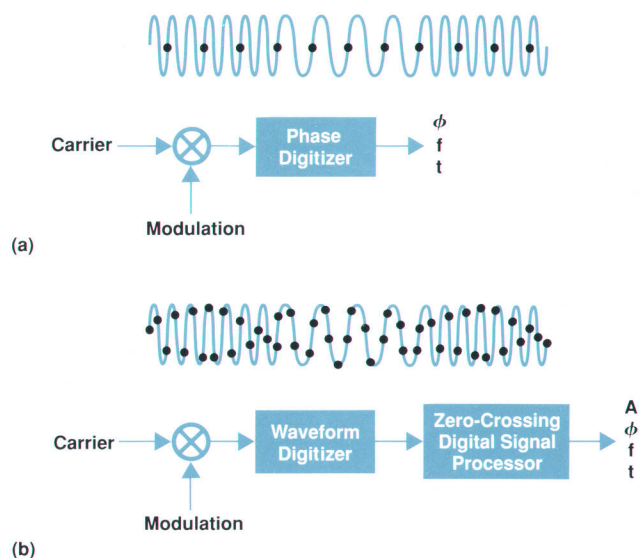 Carrier
Phase
Digitizer
ϕ
f
t
Modulation
(a)
Carrier
Waveform
Digitizer
Zero-Crossing
Digital Signal
Processor
A
ϕ
f
t
Modulation
(b)